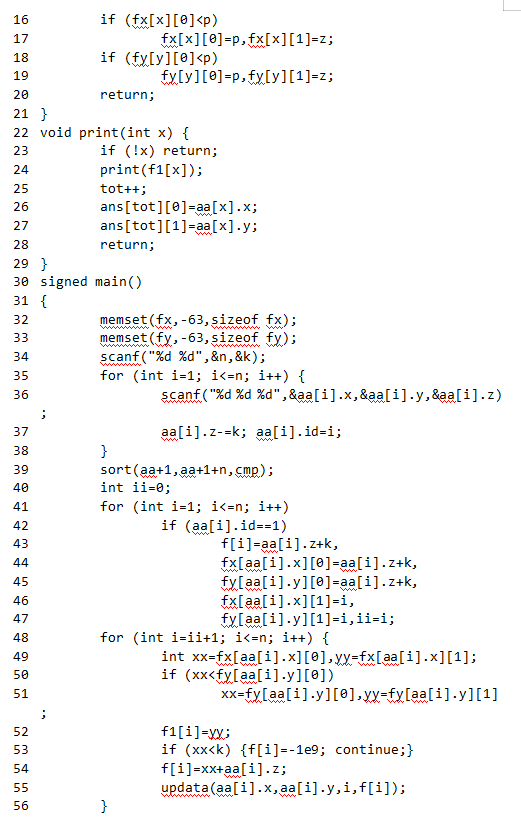 16 if (fx[x][0]<p)
17 fx[x][0]=p,fx[x][1]=z;
18 if (fy[y][0]<p)
19 fy[y][0]=p,fy[y][1]=z;
20 return;
21 }
22 void print(int x) {
23 if (!x) return;
24 print(f1[x]);
25 tot++;
26 ans[tot][0]=aa[x].x;
27 ans[tot][1]=aa[x].y;
28 return;
29 }
30 signed main()
31 {
32 memset(fx,-63,sizeof fx);
33 memset(fy,-63,sizeof fy);
34 scanf("%d %d",&n,&k);
35 for (int i=1; i<=n; i++) {
36 scanf("%d %d %d",&aa[i].x,&aa[i].y,&aa[i].z)
;
37 aa[i].z-=k; aa[i].id=i;
38 }
39 sort(aa+1,aa+1+n,cmp);
40 int ii=0;
41 for (int i=1; i<=n; i++)
42 if (aa[i].id==1)
43 f[i]=aa[i].z+k,
44 fx[aa[i].x][0]=aa[i].z+k,
45 fy[aa[i].y][0]=aa[i].z+k,
46 fx[aa[i].x][1]=i,
47 fy[aa[i].y][1]=i,ii=i;
48 for (int i=ii+1; i<=n; i++) {
49 int xx=fx[aa[i].x][0],yy=fx[aa[i].x][1];
50 if (xx<fy[aa[i].y][0])
51 xx=fy[aa[i].y][0],yy=fy[aa[i].y][1]
;
52 f1[i]=yy;
53 if (xx<k) {f[i]=-1e9; continue;}
54 f[i]=xx+aa[i].z;
55 updata(aa[i].x,aa[i].y,i,f[i]);
56 }